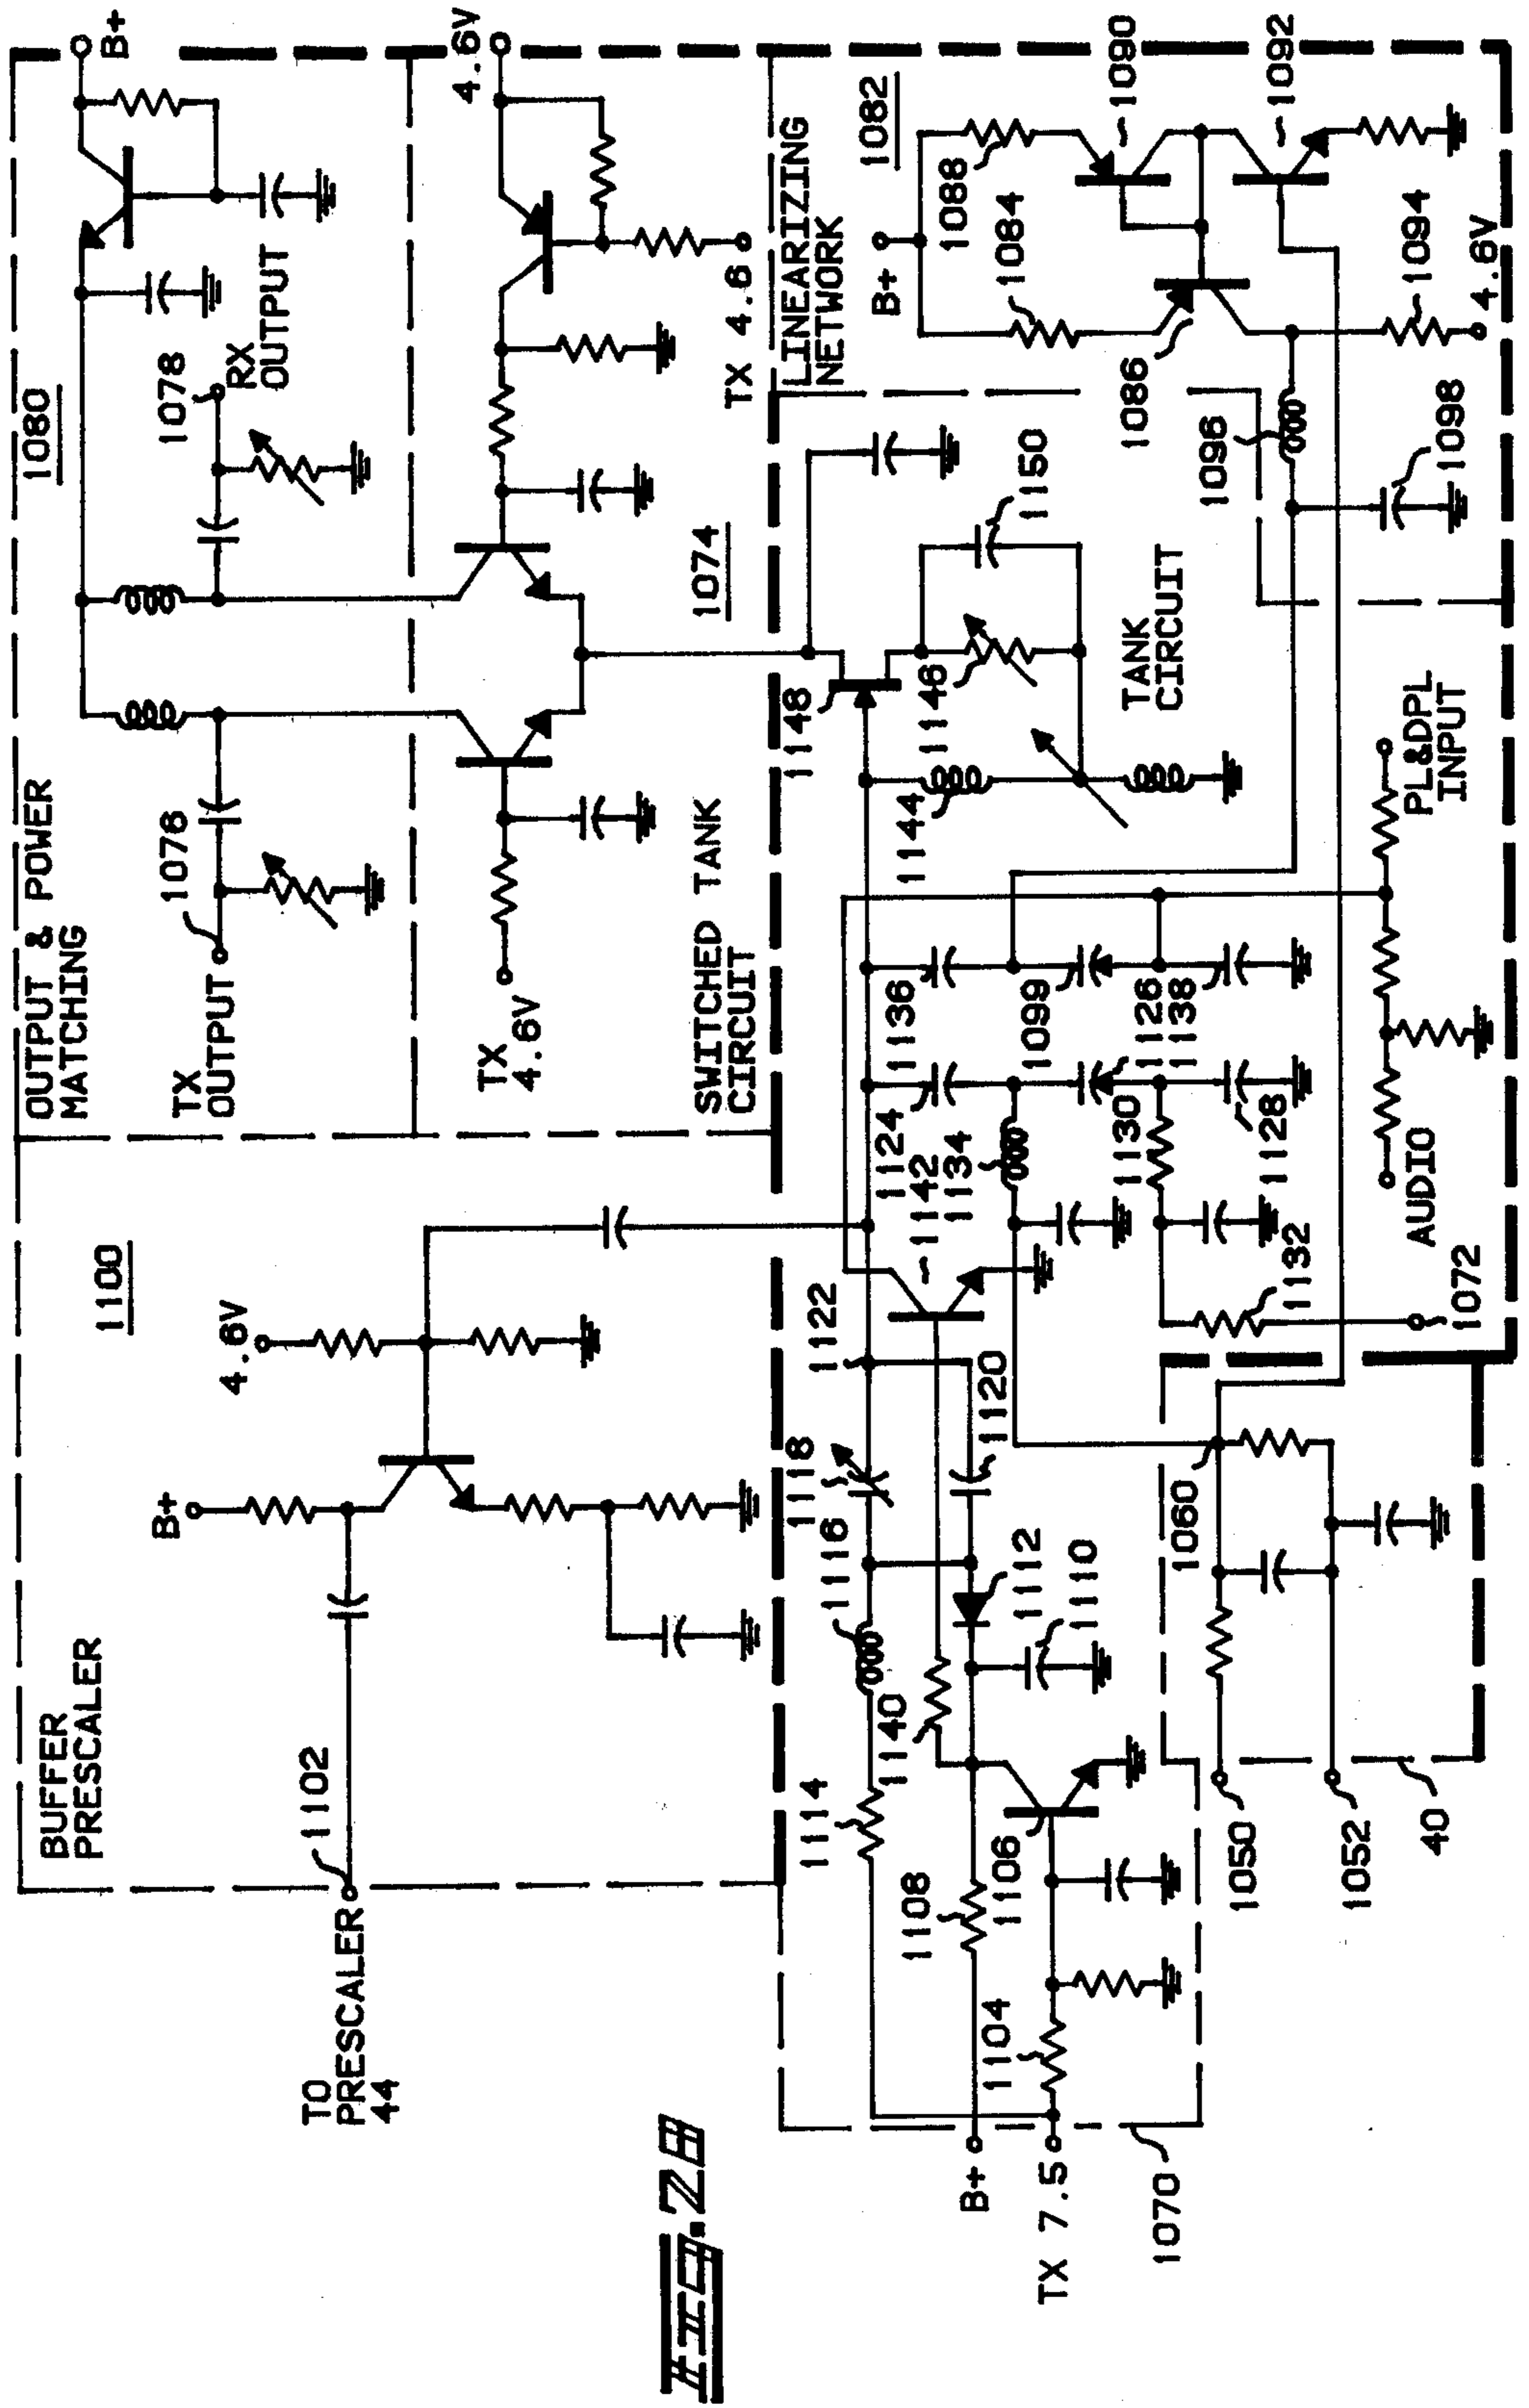 OUTPUT & POWER
MATCHING
1080
B+
1078
RX
OUTPUT
1076
TX
OUTPUT
4.6V
TX 4.6
TX
4.6V
1074
SWITCHED TANK
CIRCUIT
BUFFER
PRESCALER
1100
4.6V
B+
1102
TO
PRESCALER
44
LINEARIZING
NETWORK
1082
B+
1088
1084
1090
1092
1086
1094
4.6V
1096
1098
1148
1150
1146
1144
TANK
CIRCUIT
PL&DPL
INPUT
1136
1099
1126
1138
1124
1142
1134
1130
1128
1132
AUDIO
1072
1122
1120
1118
1116
1112
1110
1140
1114
1108
1106
1104
1060
1050
1052
40
B+
TX 7.5
1070
FIG.28